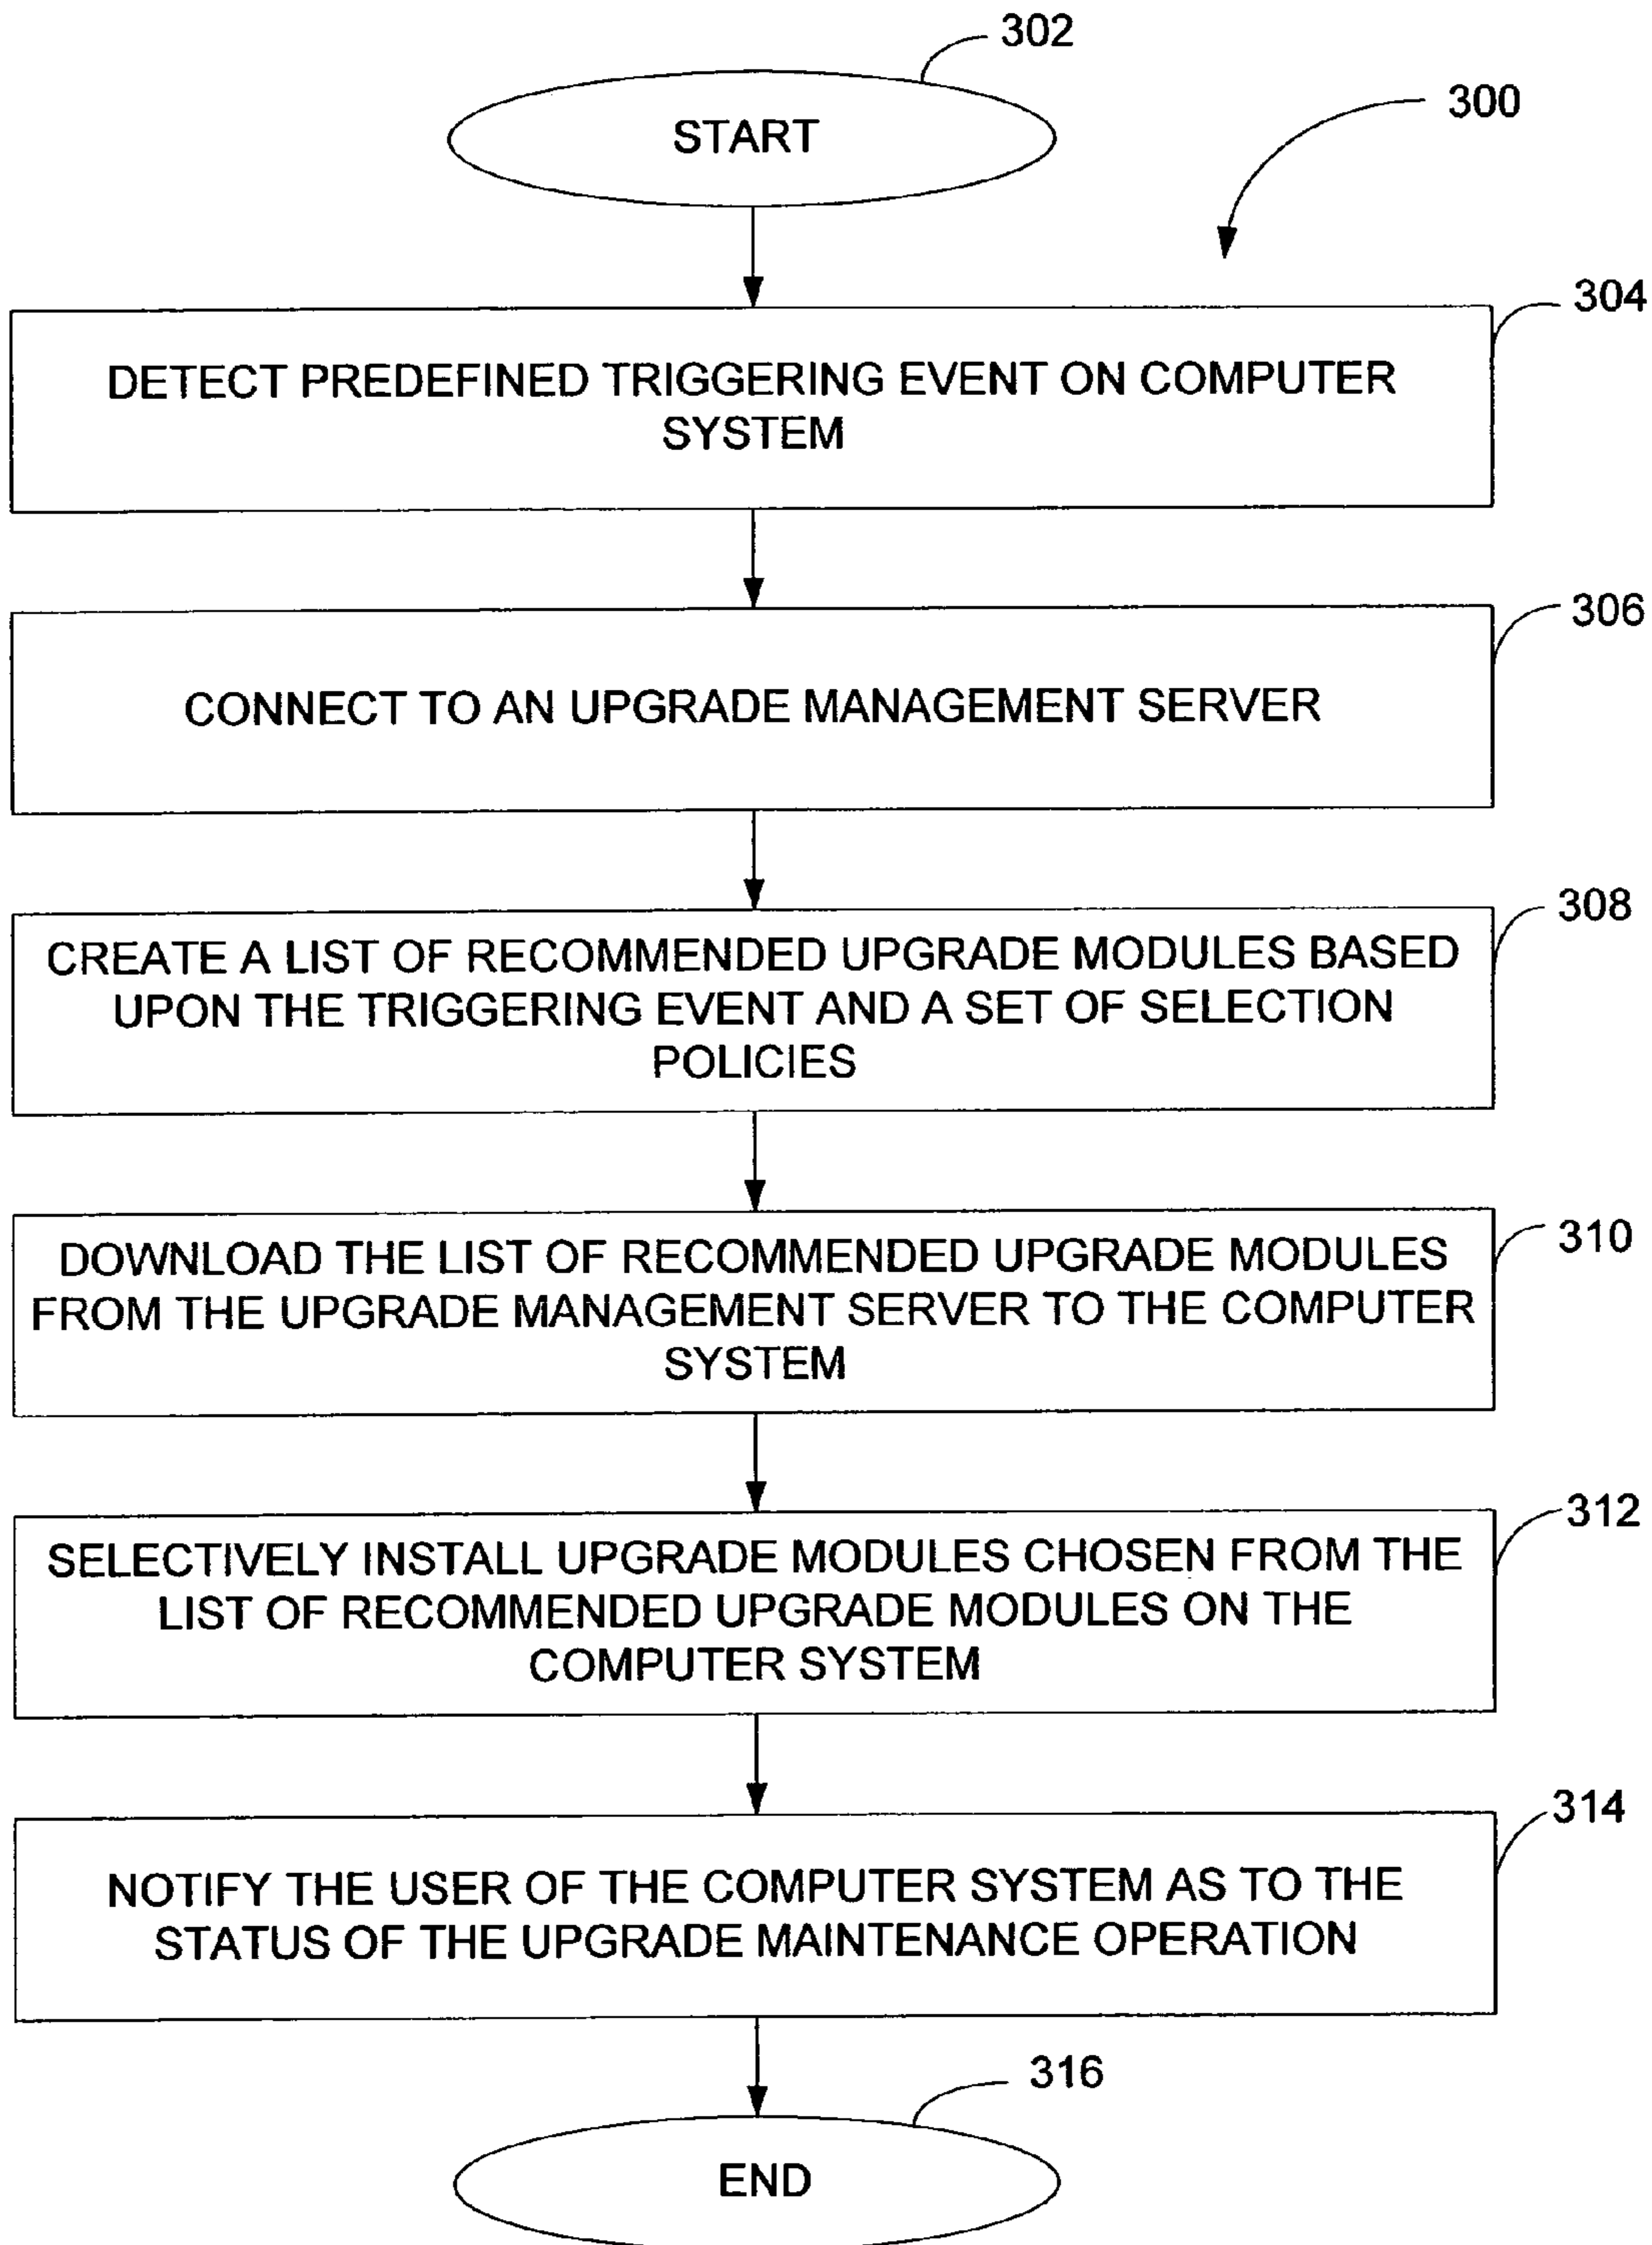 302
START
300
304
DETECT PREDEFINED TRIGGERING EVENT ON COMPUTER
SYSTEM
306
CONNECT TO AN UPGRADE MANAGEMENT SERVER
308
CREATE A LIST OF RECOMMENDED UPGRADE MODULES BASED
UPON THE TRIGGERING EVENT AND A SET OF SELECTION
POLICIES
310
DOWNLOAD THE LIST OF RECOMMENDED UPGRADE MODULES
FROM THE UPGRADE MANAGEMENT SERVER TO THE COMPUTER
SYSTEM
312
SELECTIVELY INSTALL UPGRADE MODULES CHOSEN FROM THE
LIST OF RECOMMENDED UPGRADE MODULES ON THE
COMPUTER SYSTEM
314
NOTIFY THE USER OF THE COMPUTER SYSTEM AS TO THE
STATUS OF THE UPGRADE MAINTENANCE OPERATION
316
END